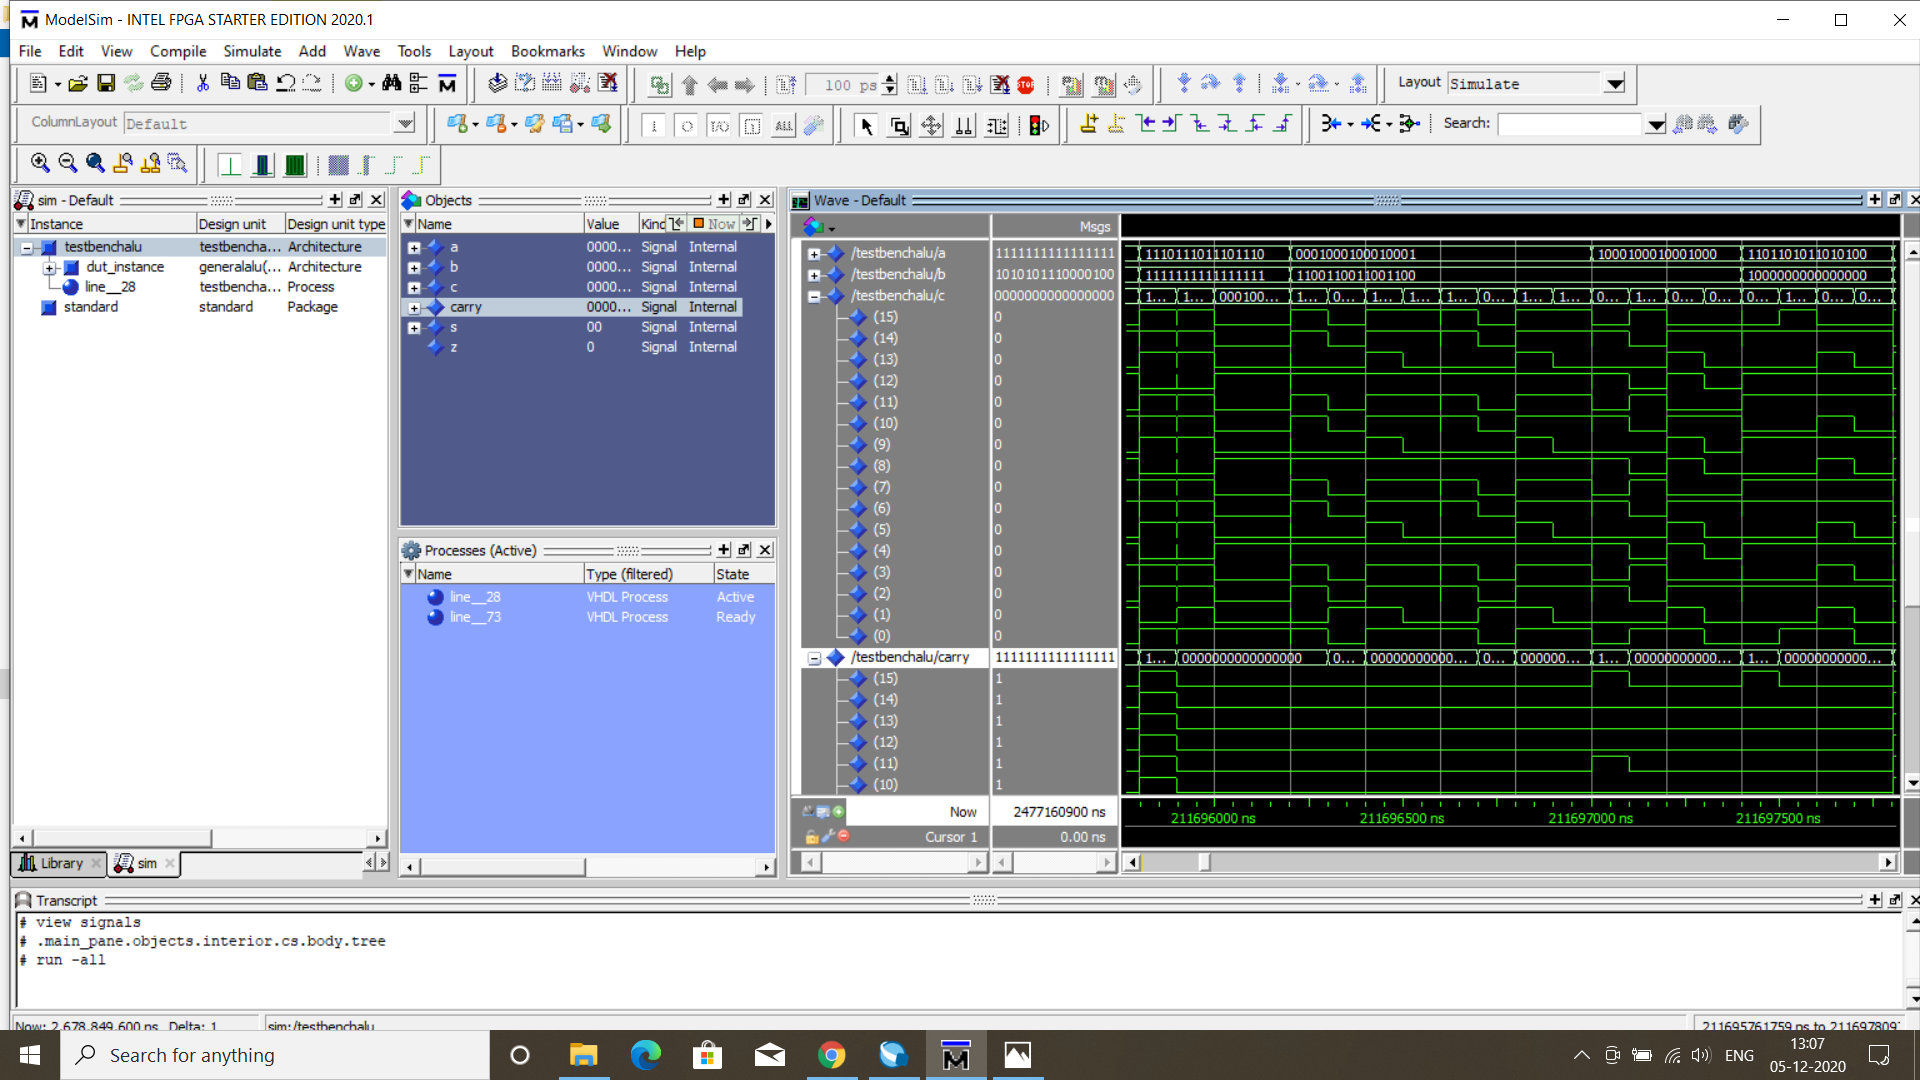 ModelSim - INTEL FPGA STARTER EDITION 2020.1
File Edit View Compile Simulate Add Wave Tools Layout Bookmarks Window Help
100 ps
Layout Simulate
ColumnLayout Default
Search:
sim - Default
Instance Design unit Design unit type
testbenchalu testbencha... Architecture
dut_instance generalalu(... Architecture
line__28 testbencha... Process
standard standard Package
Library sim
Objects
Name Value Kind Now
a 0000... Signal Internal
b 0000... Signal Internal
c 0000... Signal Internal
carry 0000... Signal Internal
s 00 Signal Internal
z 0 Signal Internal
Processes (Active)
Name Type (filtered) State
line__28 VHDL Process Active
line__73 VHDL Process Ready
Wave - Default
Msgs
/testbenchalu/a 1111111111111111 1110111011101110 0001000100010001 1000100010001000 1101101011010100
/testbenchalu/b 1010101110000100 1111111111111111 1100110011001100 1000000000000000
/testbenchalu/c 0000000000000000 1... 1... 000100... 1... 0... 1... 1... 1... 0... 1... 1... 0... 1... 0... 0... 0... 1... 0... 0...
(15) 0
(14) 0
(13) 0
(12) 0
(11) 0
(10) 0
(9) 0
(8) 0
(7) 0
(6) 0
(5) 0
(4) 0
(3) 0
(2) 0
(1) 0
(0) 0
/testbenchalu/carry 1111111111111111 1... 0000000000000000 0... 00000000000... 0... 000000... 1... 00000000000... 1... 00000000000...
(15) 1
(14) 1
(13) 1
(12) 1
(11) 1
(10) 1
Now 2477160900 ns
Cursor 1 0.00 ns
211696000 ns 211696500 ns 211697000 ns 211697500 ns
Transcript
# view signals
# .main_pane.objects.interior.cs.body.tree
# run -all
Now: 2,678,849,600 ns Delta: 1 sim:/testbenchalu
Search for anything
ENG
13:07
05-12-2020